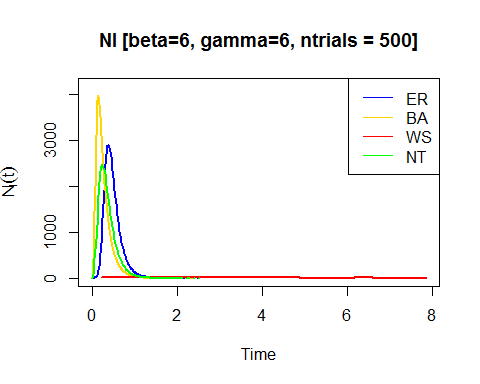 NI [beta=6, gamma=6, ntrials = 500]
ER
BA
WS
NT
N(t)
3000
1000
0
0
2
4
6
8
Time